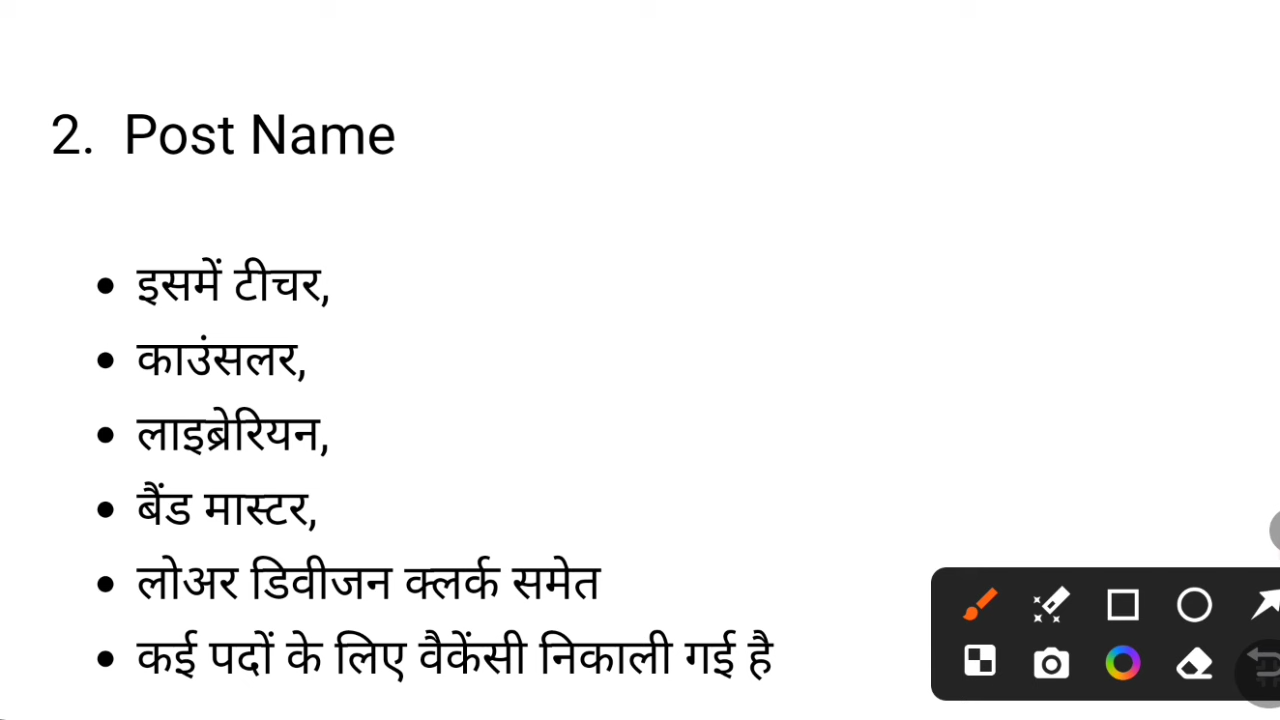 2. Post Name
• इसमें टीचर,
• काउंसलर,
• लाइब्रेरियन,
• बैंड मास्टर,
• लोअर डिवीजन क्लर्क समेत
• कई पदों के लिए वैकेंसी निकाली गई है